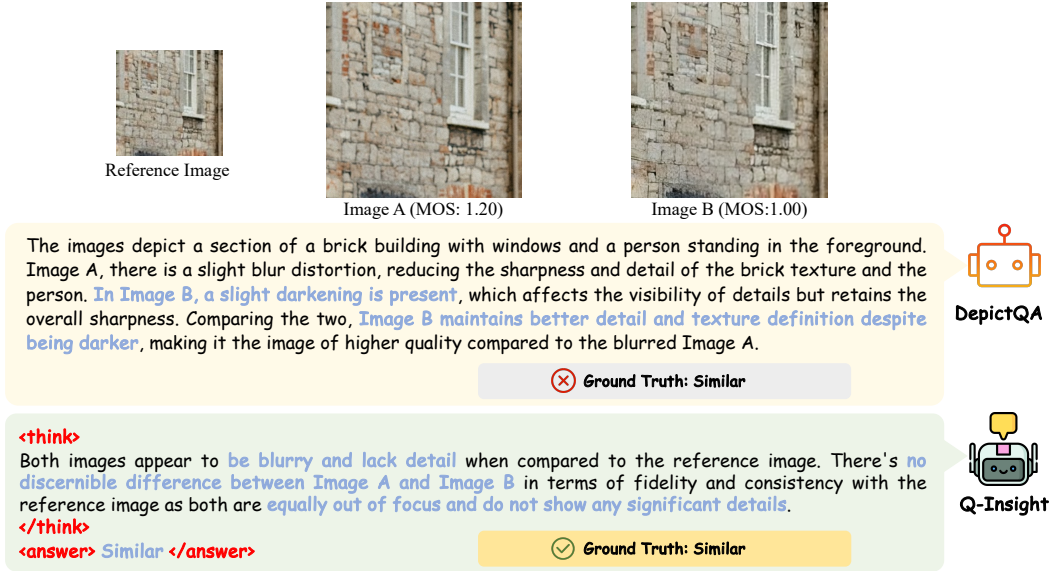 Reference Image
Image A (MOS: 1.20)
Image B (MOS:1.00)
The images depict a section of a brick building with windows and a person standing in the foreground.
Image A, there is a slight blur distortion, reducing the sharpness and detail of the brick texture and the
person. In Image B, a slight darkening is present, which affects the visibility of details but retains the
overall sharpness. Comparing the two, Image B maintains better detail and texture definition despite
being darker, making it the image of higher quality compared to the blurred Image A.
Ground Truth: Similar
DepictQA
<think>
Both images appear to be blurry and lack detail when compared to the reference image. There's no
discernible difference between Image A and Image B in terms of fidelity and consistency with the
reference image as both are equally out of focus and do not show any significant details.
</think>
<answer> Similar </answer>
Ground Truth: Similar
Q-Insight